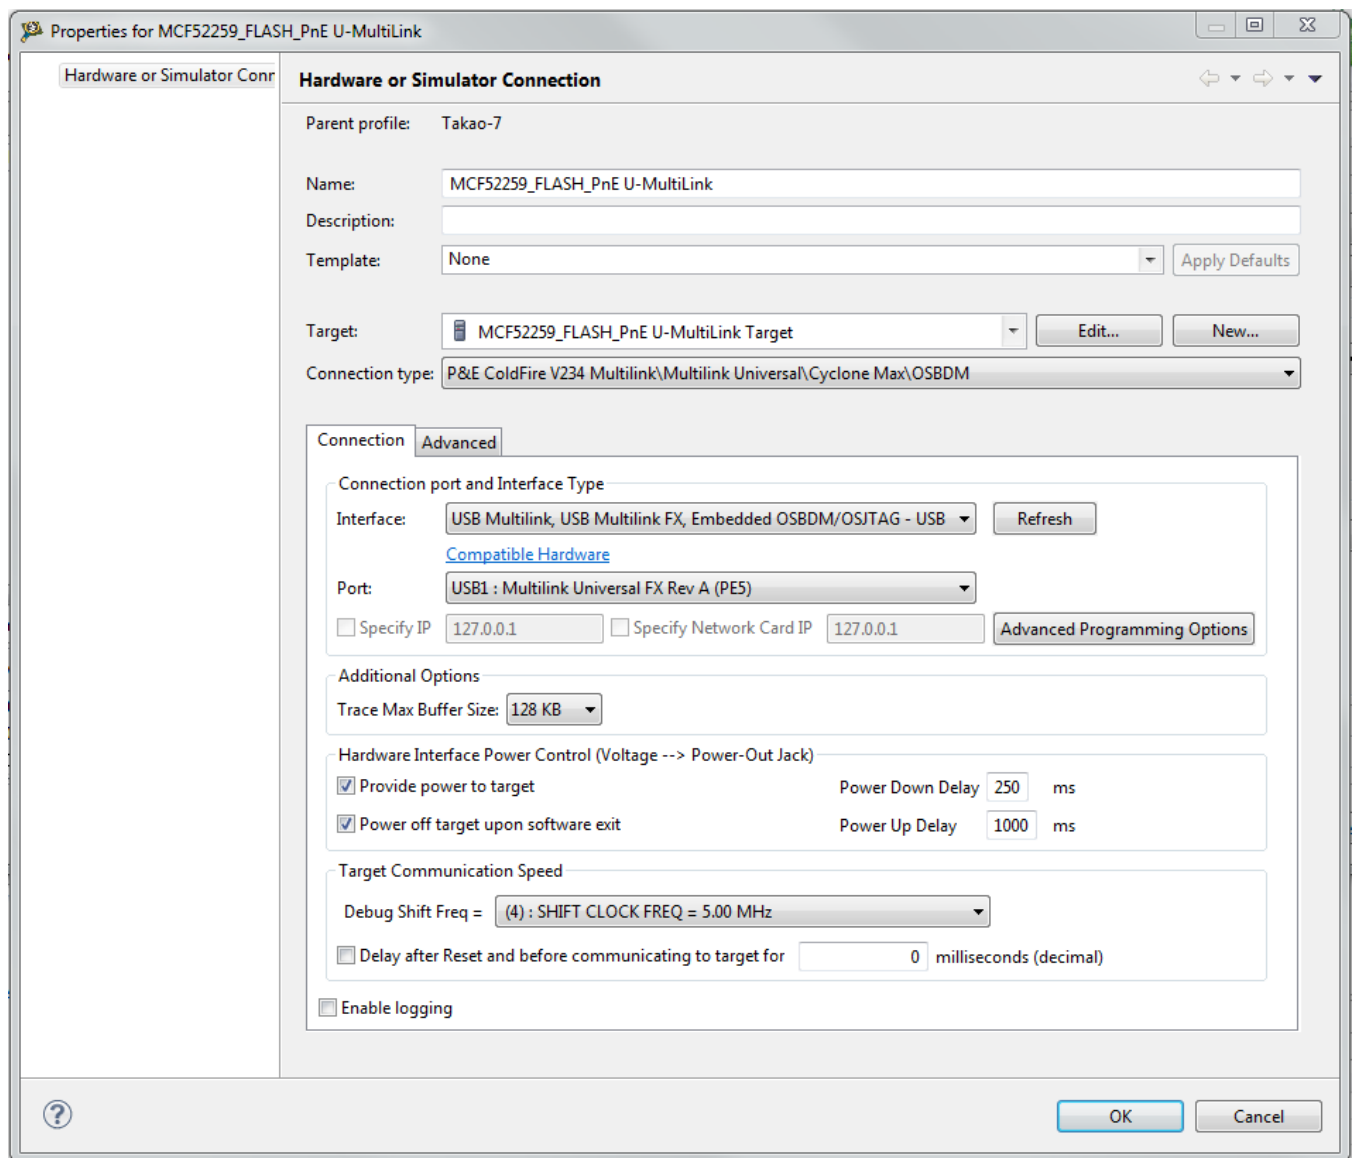 Properties for MCF52259_FLASH_PnE U-MultiLink
Hardware or Simulator Conr
Hardware or Simulator Connection
Parent profile: Takao-7
Name: MCF52259_FLASH_PnE U-MultiLink
Description:
Template: None Apply Defaults
Target: MCF52259_FLASH_PnE U-MultiLink Target Edit... New...
Connection type: P&E ColdFire V234 Multilink\Multilink Universal\Cyclone Max\OSBDM
Connection Advanced
Connection port and Interface Type
Interface: USB Multilink, USB Multilink FX, Embedded OSBDM/OSJTAG - USB Refresh
Compatible Hardware
Port: USB1 : Multilink Universal FX Rev A (PE5)
Specify IP 127.0.0.1 Specify Network Card IP 127.0.0.1 Advanced Programming Options
Additional Options
Trace Max Buffer Size: 128 KB
Hardware Interface Power Control (Voltage --> Power-Out Jack)
Provide power to target Power Down Delay 250 ms
Power off target upon software exit Power Up Delay 1000 ms
Target Communication Speed
Debug Shift Freq = (4) : SHIFT CLOCK FREQ = 5.00 MHz
Delay after Reset and before communicating to target for 0 milliseconds (decimal)
Enable logging
? OK Cancel